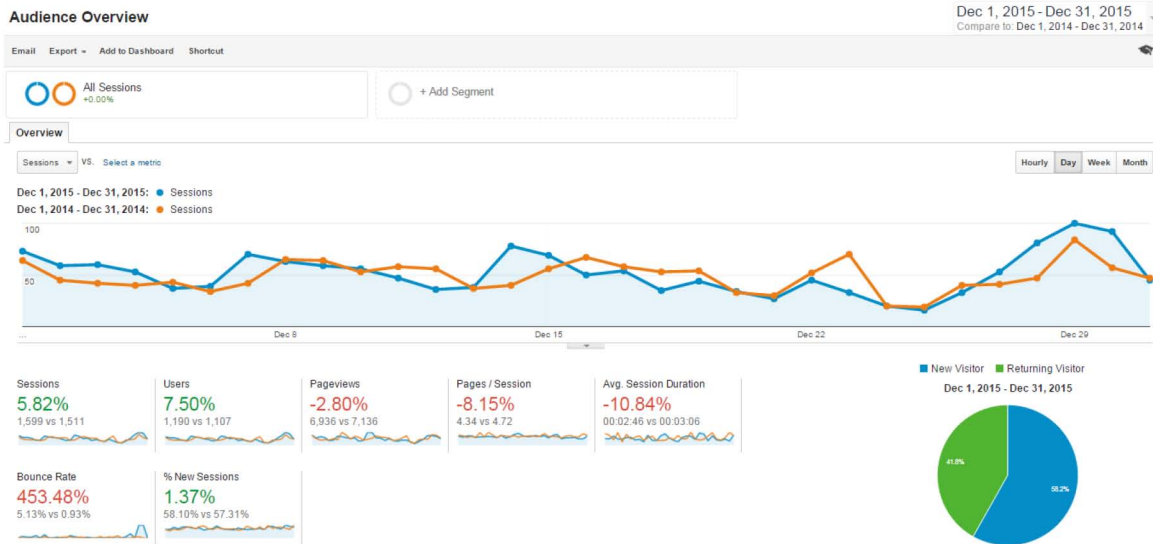 Audience Overview
Dec 1, 2015 - Dec 31, 2015
Compare to: Dec 1, 2014 - Dec 31, 2014
Email Export Add to Dashboard Shortcut
All Sessions
+0.00%
+ Add Segment
Overview
Sessions VS. Select a metric
Hourly Day Week Month
Dec 1, 2015 - Dec 31, 2015: Sessions
Dec 1, 2014 - Dec 31, 2014: Sessions
100
50
... Dec 8 Dec 15 Dec 22 Dec 29
Sessions
5.82%
1,599 vs 1,511
Users
7.50%
1,190 vs 1,107
Pageviews
-2.80%
6,936 vs 7,136
Pages / Session
-8.15%
4.34 vs 4.72
Avg. Session Duration
-10.84%
00:02:46 vs 00:03:06
Bounce Rate
453.48%
5.13% vs 0.93%
% New Sessions
1.37%
58.10% vs 57.31%
New Visitor Returning Visitor
Dec 1, 2015 - Dec 31, 2015
41.8%
58.2%